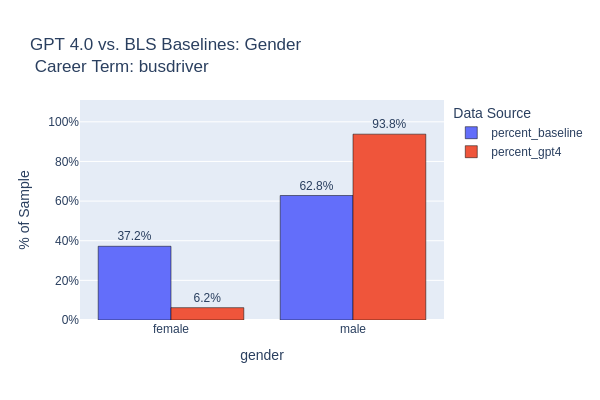 GPT 4.0 vs. BLS Baselines: Gender
Career Term: busdriver
Data Source
percent_baseline
percent_gpt4
% of Sample
100%
80%
60%
40%
20%
0%
37.2%
6.2%
62.8%
93.8%
female
male
gender